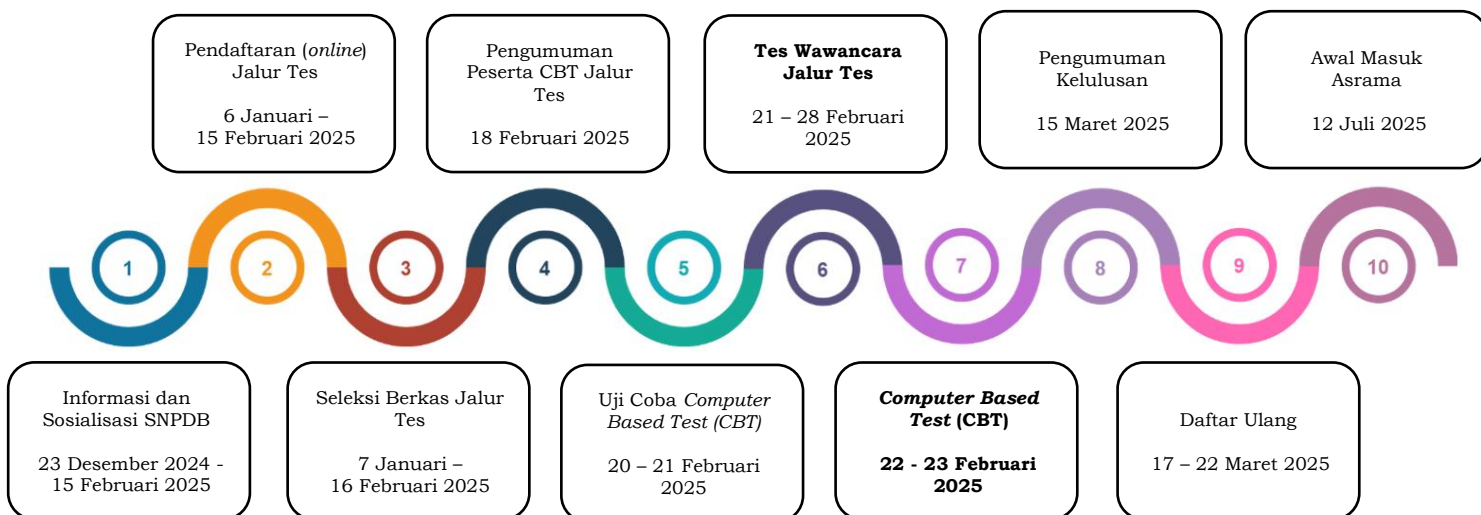 Pendaftaran (online)
Jalur Tes
6 Januari –
15 Februari 2025
Pengumuman
Peserta CBT Jalur
Tes
18 Februari 2025
Tes Wawancara
Jalur Tes
21 – 28 Februari
2025
Pengumuman
Kelulusan
15 Maret 2025
Awal Masuk
Asrama
12 Juli 2025
1
2
3
4
5
6
7
8
9
10
Informasi dan
Sosialisasi SNPDB
23 Desember 2024 -
15 Februari 2025
Seleksi Berkas Jalur
Tes
7 Januari –
16 Februari 2025
Uji Coba Computer
Based Test (CBT)
20 – 21 Februari
2025
Computer Based
Test (CBT)
22 - 23 Februari
2025
Daftar Ulang
17 – 22 Maret 2025